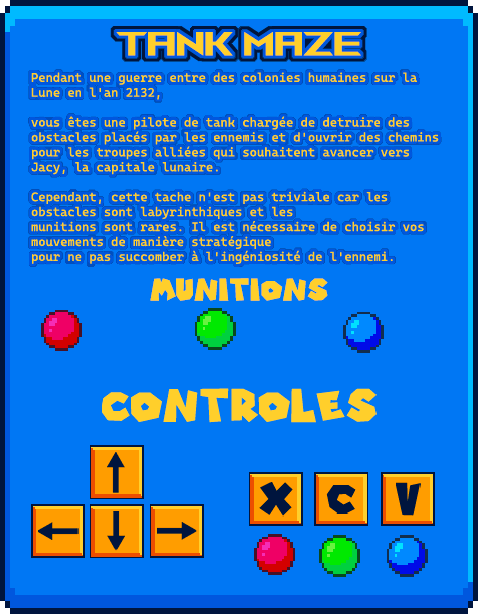 TANK MAZE
Pendant une guerre entre des colonies humaines sur la
Lune en l'an 2132,
vous êtes une pilote de tank chargée de detruire des
obstacles placés par les ennemis et d'ouvrir des chemins
pour les troupes alliées qui souhaitent avancer vers
Jacy, la capitale lunaire.
Cependant, cette tache n'est pas triviale car les
obstacles sont labyrinthiques et les
munitions sont rares. Il est nécessaire de choisir vos
mouvements de manière stratégique
pour ne pas succomber à l'ingéniosité de l'ennemi.
MUNITIONS
CONTROLES
X C V